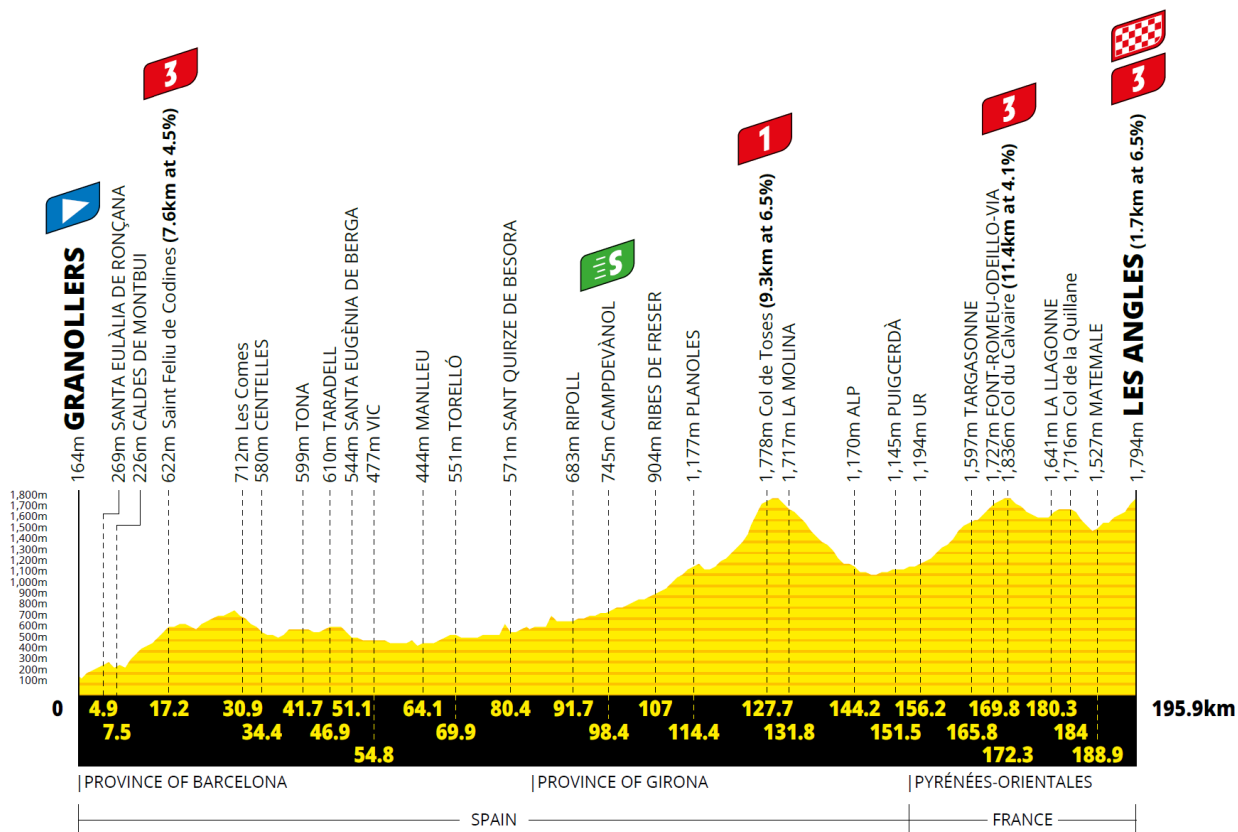 3
1
3
3
S
164m GRANOLLERS
269m SANTA EULÀLIA DE RONÇANA
226m CALDES DE MONTBUI
622m Saint Feliu de Codines (7.6km at 4.5%)
712m Les Comes
580m CENTELLES
599m TONA
610m TARADELL
544m SANTA EUGÈNIA DE BERGA
477m VIC
444m MANLLEU
551m TORELLÓ
571m SANT QUIRZE DE BESORA
683m RIPOLL
745m CAMPDEVÀNOL
904m RIBES DE FRESER
1,177m PLANOLES
1,778m Col de Toses (9.3km at 6.5%)
1,717m LA MOLINA
1,170m ALP
1,145m PUIGCERDÀ
1,194m UR
1,597m TARGASONNE
1,727m FONT-ROMEU-ODEILLO-VIA
1,836m Col du Calvaire (11.4km at 4.1%)
1,641m LA LLAGONNE
1,716m Col de la Quillane
1,527m MATEMALE
1,794m LES ANGLES (1.7km at 6.5%)
1,800m
1,700m
1,600m
1,500m
1,400m
1,300m
1,200m
1,100m
1,000m
900m
800m
700m
600m
500m
400m
300m
200m
100m
0 4.9 17.2 30.9 41.7 51.1 64.1 80.4 91.7 107 127.7 144.2 156.2 169.8 180.3 195.9km
7.5 34.4 46.9 69.9 98.4 114.4 131.8 151.5 165.8 184
54.8 172.3 188.9
PROVINCE OF BARCELONA PROVINCE OF GIRONA PYRÉNÉES-ORIENTALES
SPAIN FRANCE